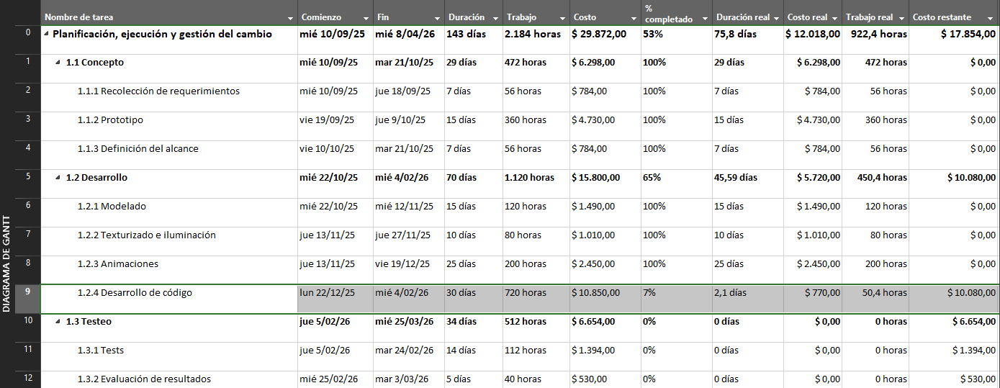 Nombre de tarea Comienzo Fin Duración Trabajo Costo % completado Duración real Costo real Trabajo real Costo restante
0 Planificación, ejecución y gestión del cambio mié 10/09/25 mié 8/04/26 143 días 2.184 horas $ 29.872,00 53% 75,8 días $ 12.018,00 922,4 horas $ 17.854,00
1 1.1 Concepto mié 10/09/25 mar 21/10/25 29 días 472 horas $ 6.298,00 100% 29 días $ 6.298,00 472 horas $ 0,00
2 1.1.1 Recolección de requerimientos mié 10/09/25 jue 18/09/25 7 días 56 horas $ 784,00 100% 7 días $ 784,00 56 horas $ 0,00
3 1.1.2 Prototipo vie 19/09/25 jue 9/10/25 15 días 360 horas $ 4.730,00 100% 15 días $ 4.730,00 360 horas $ 0,00
4 1.1.3 Definición del alcance vie 10/10/25 mar 21/10/25 7 días 56 horas $ 784,00 100% 7 días $ 784,00 56 horas $ 0,00
5 1.2 Desarrollo mié 22/10/25 mié 4/02/26 70 días 1.120 horas $ 15.800,00 65% 45,59 días $ 5.720,00 450,4 horas $ 10.080,00
6 1.2.1 Modelado mié 22/10/25 mié 12/11/25 15 días 120 horas $ 1.490,00 100% 15 días $ 1.490,00 120 horas $ 0,00
7 1.2.2 Texturizado e iluminación jue 13/11/25 jue 27/11/25 10 días 80 horas $ 1.010,00 100% 10 días $ 1.010,00 80 horas $ 0,00
8 1.2.3 Animaciones jue 13/11/25 vie 19/12/25 25 días 200 horas $ 2.450,00 100% 25 días $ 2.450,00 200 horas $ 0,00
9 1.2.4 Desarrollo de código lun 22/12/25 mié 4/02/26 30 días 720 horas $ 10.850,00 7% 2,1 días $ 770,00 50,4 horas $ 10.080,00
10 1.3 Testeo jue 5/02/26 mié 25/03/26 34 días 512 horas $ 6.654,00 0% 0 días $ 0,00 0 horas $ 6.654,00
11 1.3.1 Tests jue 5/02/26 mar 24/02/26 14 días 112 horas $ 1.394,00 0% 0 días $ 0,00 0 horas $ 1.394,00
12 1.3.2 Evaluación de resultados mié 25/02/26 mar 3/03/26 5 días 40 horas $ 530,00 0% 0 días $ 0,00 0 horas $ 530,00
DIAGRAMA DE GANTT